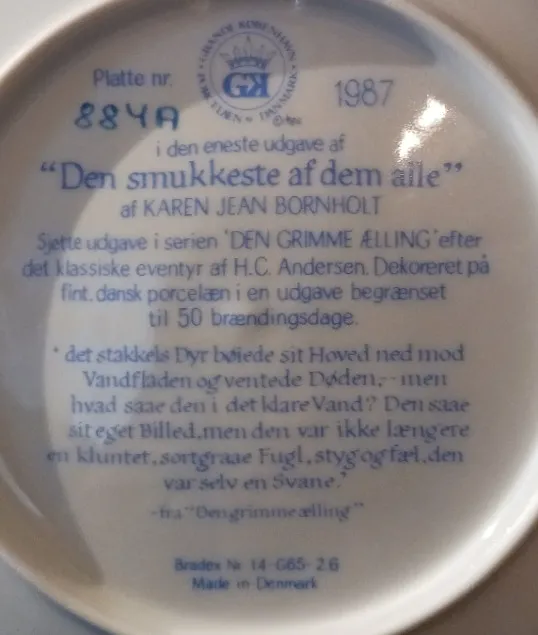 GRANDE KØBENHAVN
DANMARK
GK
Platte nr.
1987
884A
i den eneste udgave af
“Den smukkeste af dem alle”
af KAREN JEAN BORNHOLT
Sjette udgave i serien 'DEN GRIMME ÆLLING' efter
det klassiske eventyr af H.C. Andersen. Dekoreret på
fint. dansk porcelæn i en udgave begrænset
til 50 brændingsdage.
' det stakkels Dyr bøiede sit Hoved ned mod
Vandfladen og ventede Døden,- men
hvad saae den i det klare Vand? Den saae
sit eget Billed, men den var ikke længere
en kluntet, sortgraae Fugl, styg og fæl, den
var selv en Svane.'
-fra "Den grimme ælling"
Bradex Nr 14-G65-2.6
Made in Denmark